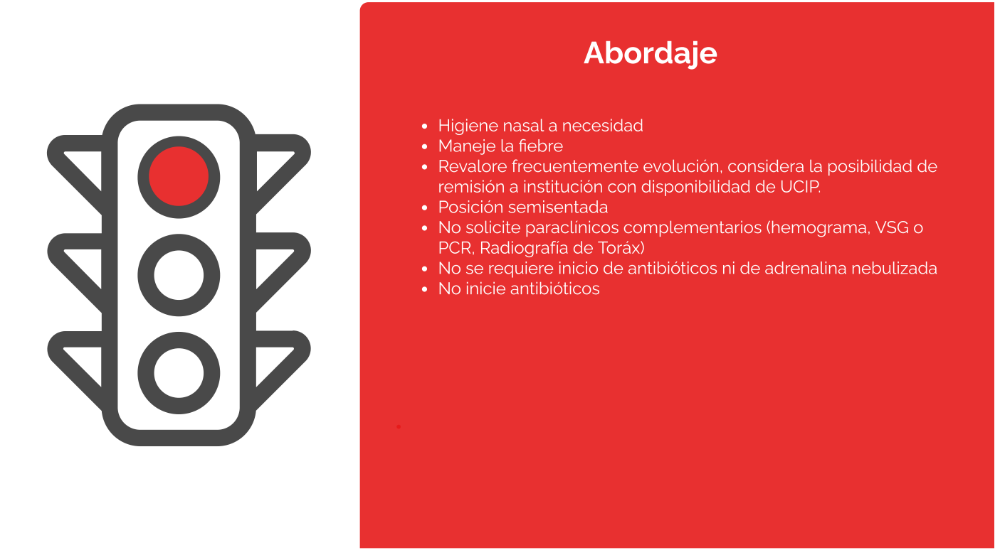 Abordaje
• Higiene nasal a necesidad
• Maneje la fiebre
• Revalore frecuentemente evolución, considera la posibilidad de
remisión a institución con disponibilidad de UCIP.
• Posición semisentada
• No solicite paraclínicos complementarios (hemograma, VSG o
PCR, Radiografía de Toráx)
• No se requiere inicio de antibióticos ni de adrenalina nebulizada
• No inicie antibióticos